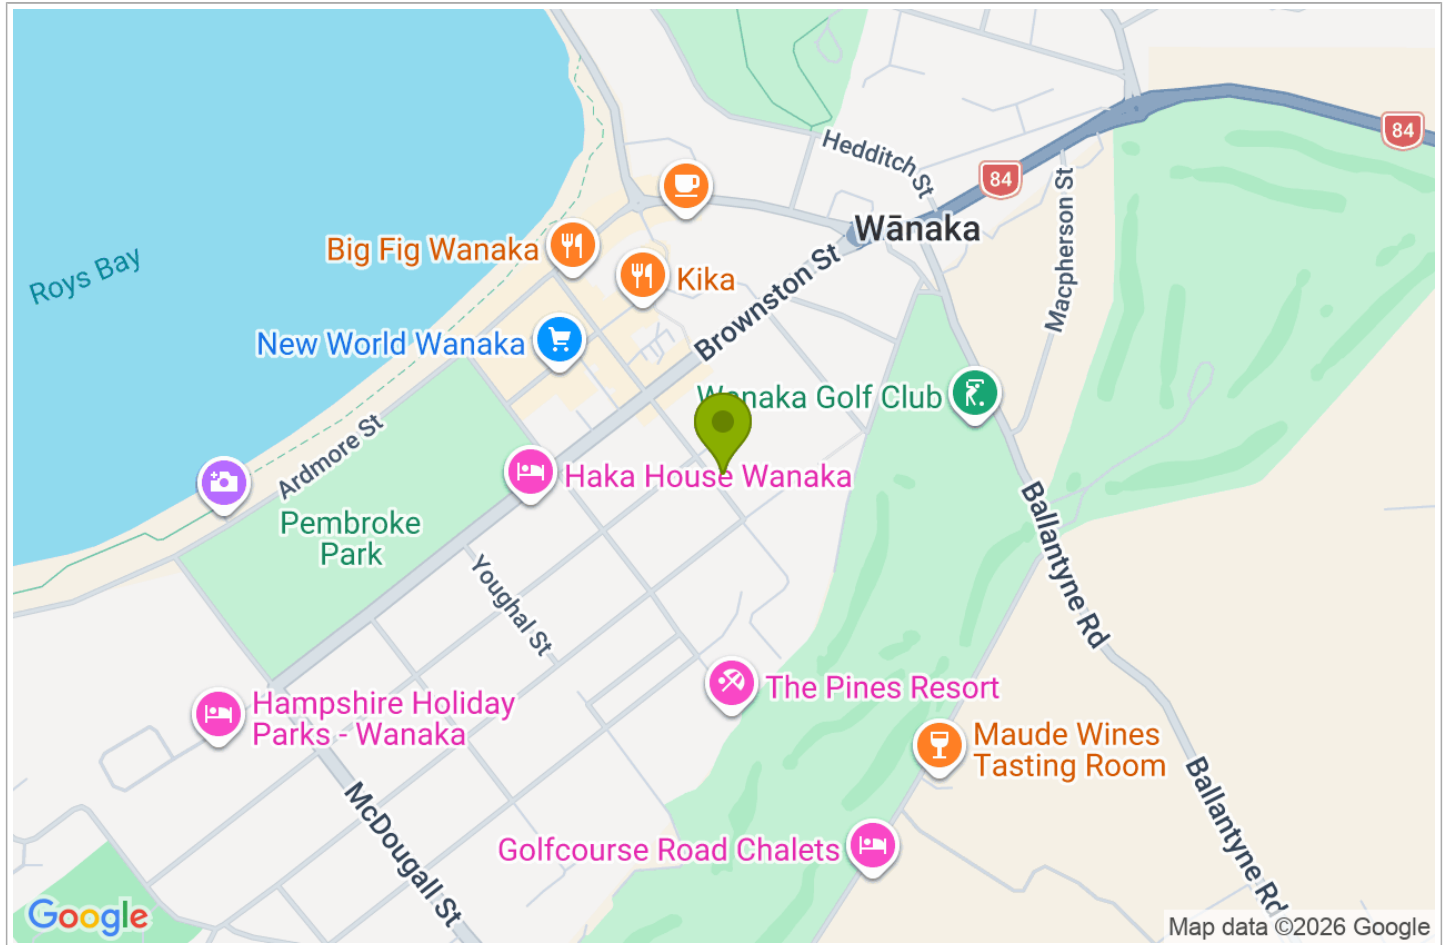 Hedditch St
84
84
Wānaka
Macpherson St
Roys Bay
Big Fig Wanaka
Kika
Brownston St
New World Wanaka
Wanaka Golf Club
Ardmore St
Haka House Wanaka
Pembroke
Park
Ballantyne Rd
Youghal St
The Pines Resort
Hampshire Holiday
Parks - Wanaka
Maude Wines
Tasting Room
McDougall St
Ballantyne Rd
Golfcourse Road Chalets
Google
Map data ©2026 Google